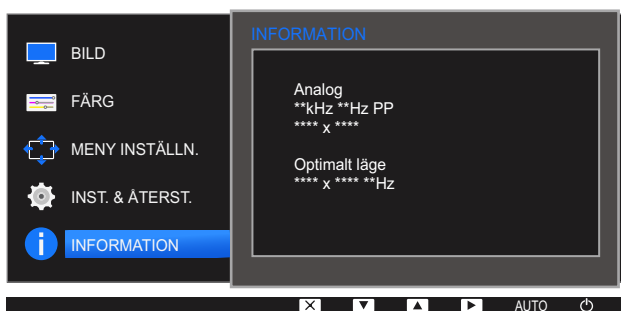 BILD
FÄRG
MENY INSTÄLLN.
INST. & ÅTERST.
INFORMATION
INFORMATION
Analog
**kHz **Hz PP
**** x ****
Optimalt läge
**** x **** **Hz
AUTO